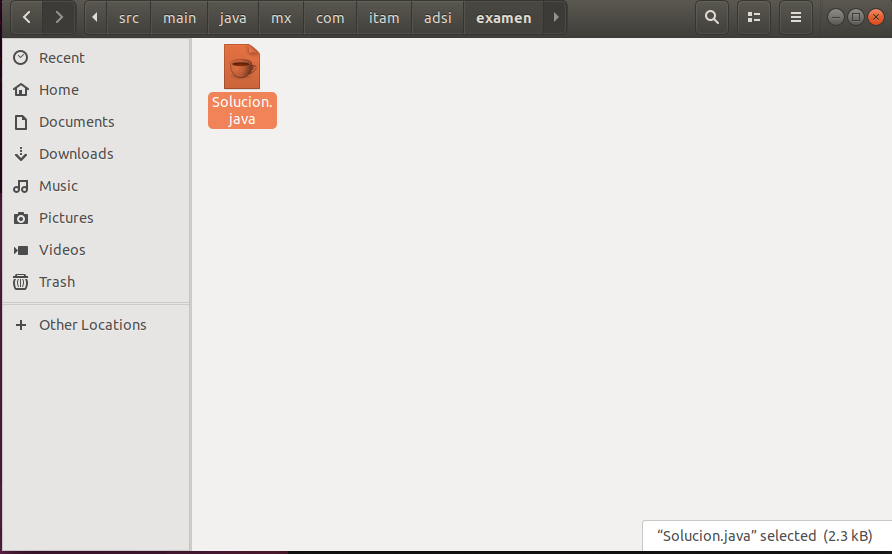 src main java mx com itam adsi examen
Recent
Home
Documents
Downloads
Music
Pictures
Videos
Trash
Other Locations
Solucion.
java
“Solucion.java” selected (2.3 kB)